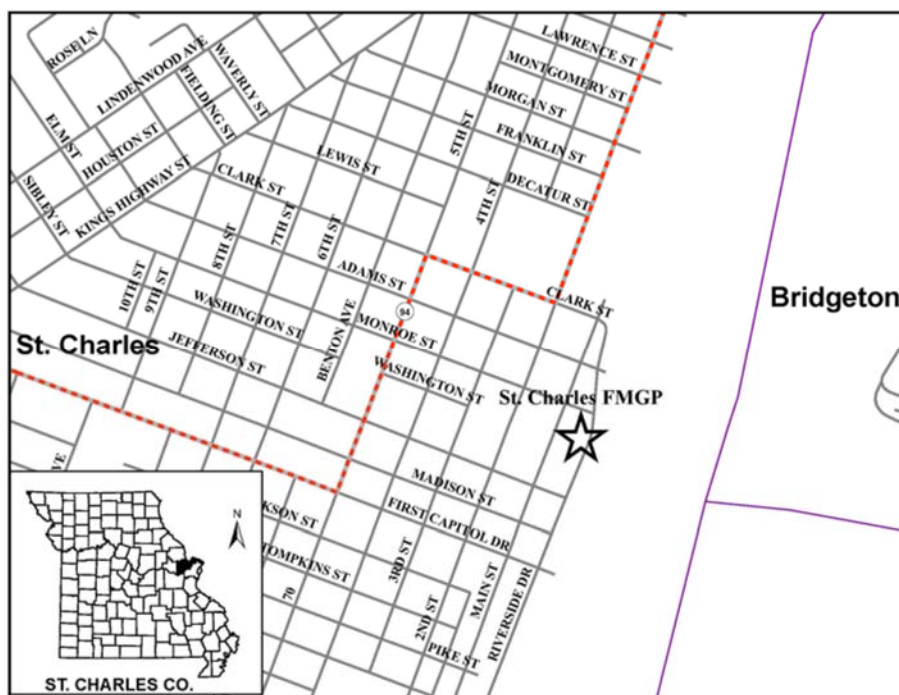 LAWRENCE ST
ROSE LN
LINDENWOOD AVE
WAVERLY ST
MONTGOMERY ST
FIELDING ST
MORGAN ST
ELM ST
HOUSTON ST
5TH ST
FRANKLIN ST
LEWIS ST
KINGS HIGHWAY ST
CLARK ST
DECATUR ST
SIBLEY ST
4TH ST
7TH ST
6TH ST
8TH ST
ADAMS ST
10TH ST
9TH ST
CLARK ST
Bridgeton
WASHINGTON ST
94
MONROE ST
BENTON AVE
St. Charles
JEFFERSON ST
WASHINGTON ST
St. Charles FMGP
MADISON ST
VE
FIRST CAPITOL DR
KSON ST
N
3RD ST
TOMPKINS ST
MAIN ST
RIVERSIDE DR
70
2ND ST
PIKE ST
ST. CHARLES CO.